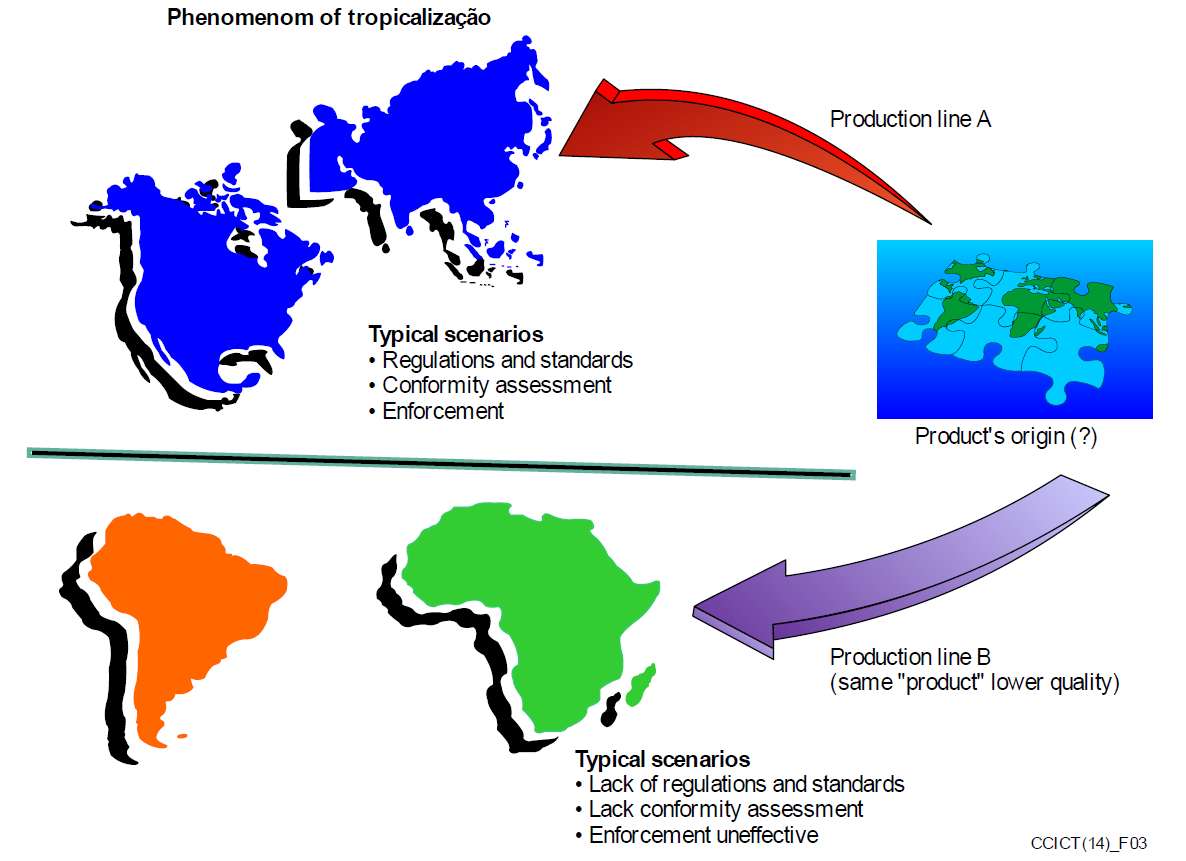 Phenomenom of tropicalização
Production line A
Typical scenarios
• Regulations and standards
• Conformity assessment
• Enforcement
Product's origin (?)
Production line B
(same "product" lower quality)
Typical scenarios
• Lack of regulations and standards
• Lack conformity assessment
• Enforcement uneffective
CCICT(14)_F03